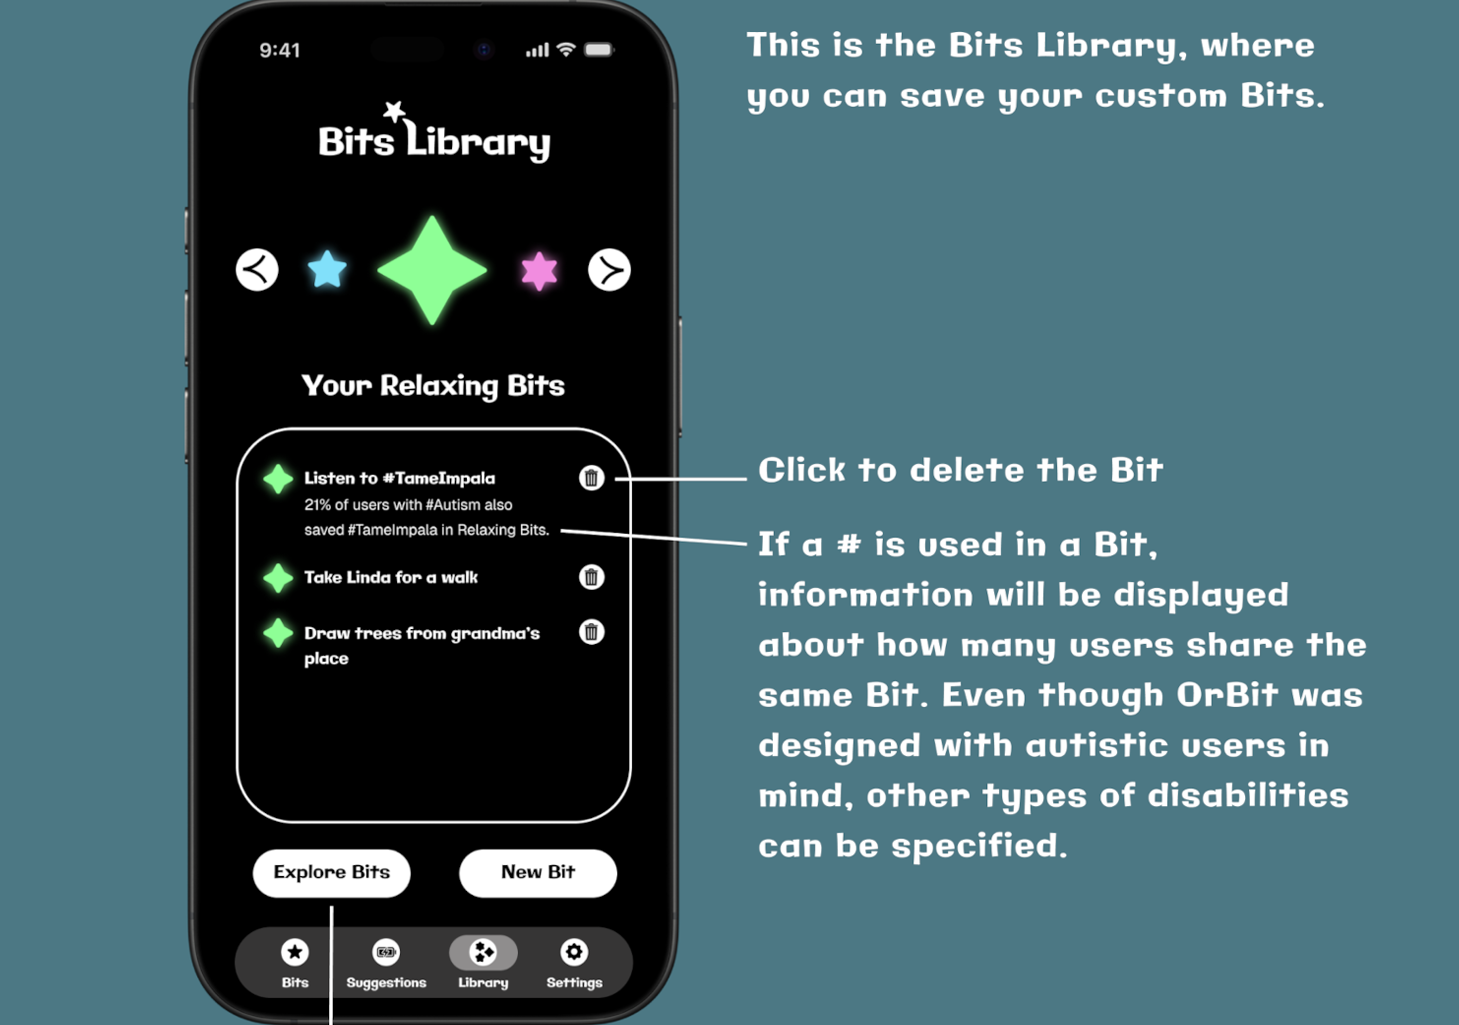 9:41
Bits Library
Your Relaxing Bits
Listen to #TameImpala
21% of users with #Autism also
saved #TameImpala in Relaxing Bits.
Take Linda for a walk
Draw trees from grandma's
place
Explore Bits
New Bit
Bits
Suggestions
Library
Settings
This is the Bits Library, where
you can save your custom Bits.
Click to delete the Bit
If a # is used in a Bit,
information will be displayed
about how many users share the
same Bit. Even though OrBit was
designed with autistic users in
mind, other types of disabilities
can be specified.